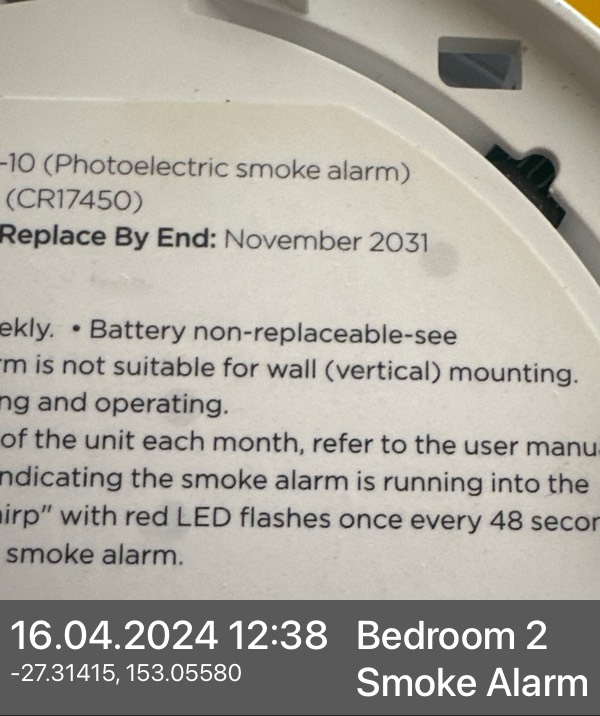 -10 (Photoelectric smoke alarm)
(CR17450)
Replace By End: November 2031
ekly. • Battery non-replaceable-see
m is not suitable for wall (vertical) mounting.
ng and operating.
of the unit each month, refer to the user manu
ndicating the smoke alarm is running into the
irp" with red LED flashes once every 48 secon
smoke alarm.
16.04.2024 12:38
-27.31415, 153.05580
Bedroom 2
Smoke Alarm